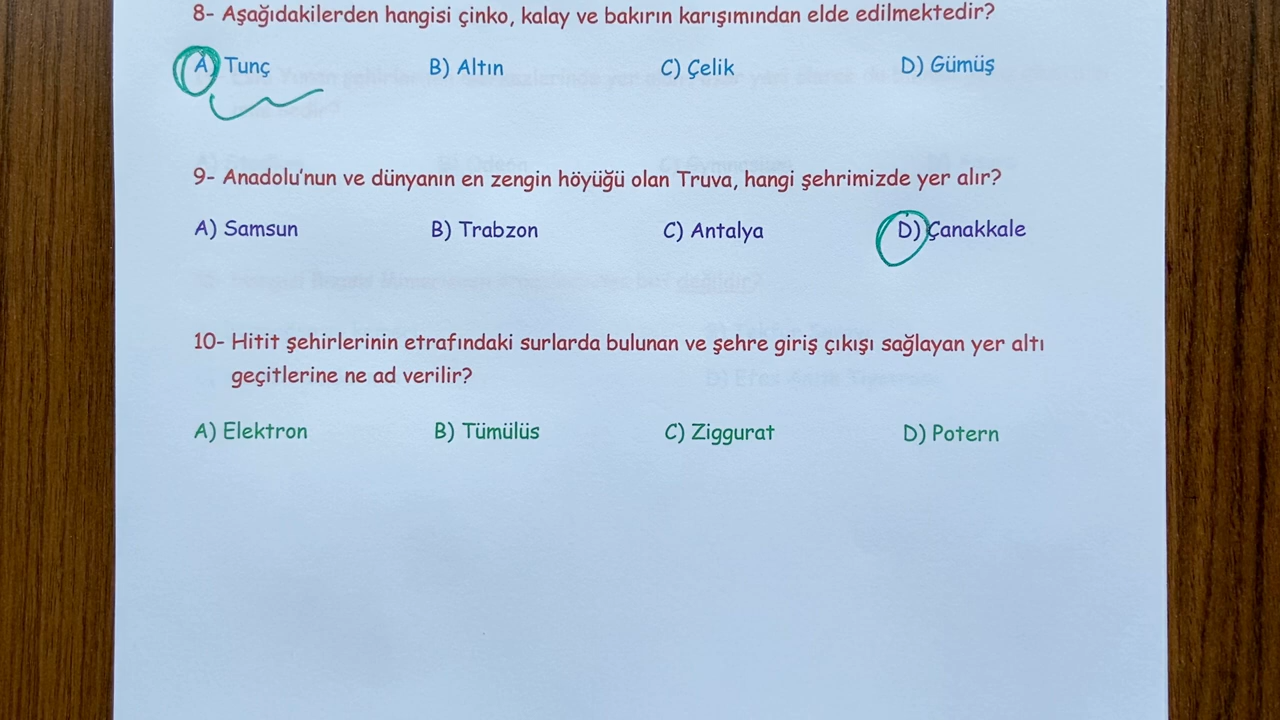 8- Aşağıdakilerden hangisi çinko, kalay ve bakırın karışımından elde edilmektedir?
A) Tunç B) Altın C) Çelik D) Gümüş
9- Anadolu'nun ve dünyanın en zengin höyüğü olan Truva, hangi şehrimizde yer alır?
A) Samsun B) Trabzon C) Antalya D) Çanakkale
10- Hitit şehirlerinin etrafındaki surlarda bulunan ve şehre giriş çıkışı sağlayan yer altı
geçitlerine ne ad verilir?
A) Elektron B) Tümülüs C) Ziggurat D) Potern